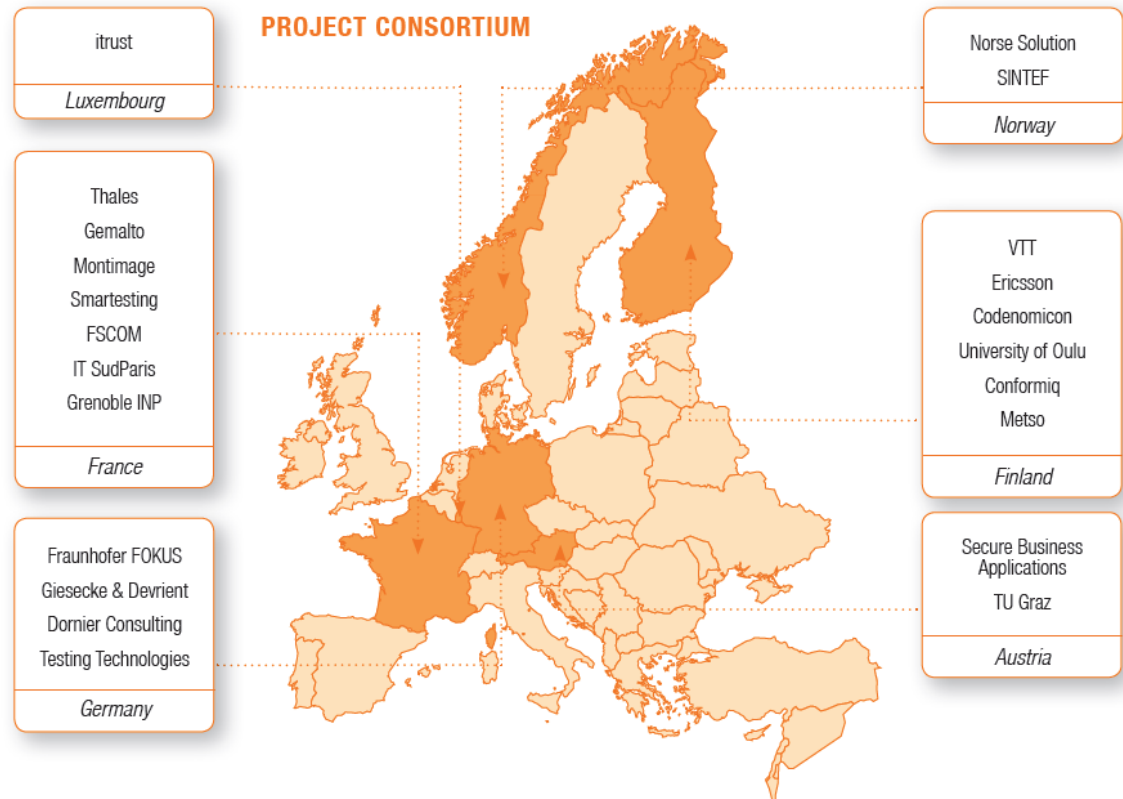 PROJECT CONSORTIUM
itrust
Luxembourg
Thales
Gemalto
Montimage
Smartesting
FSCOM
IT SudParis
Grenoble INP
France
Fraunhofer FOKUS
Giesecke & Devrient
Dornier Consulting
Testing Technologies
Germany
Norse Solution
SINTEF
Norway
VTT
Ericsson
Codenomicon
University of Oulu
Conformiq
Metso
Finland
Secure Business
Applications
TU Graz
Austria